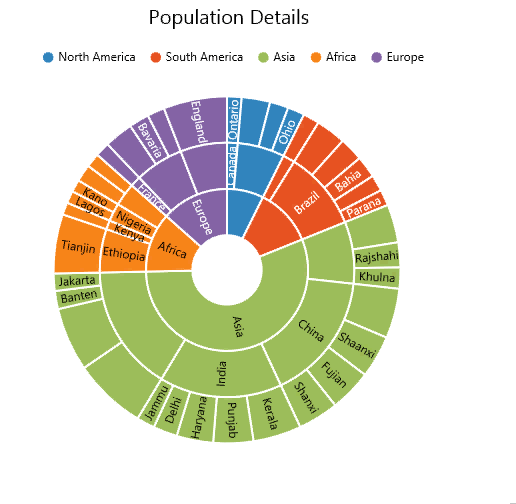 Population Details
North America
South America
Asia
Africa
Europe
Ontario
Ohio
Canada
Bahia
Parana
Brazil
Rajshahi
Khulna
Shaanxi
Fujian
Shanxi
China
Kerala
Punjab
Haryana
Delhi
Jammu
India
Asia
Banten
Jakarta
Tianjin
Ethiopia
Lagos
Kano
Kenya
Nigeria
Africa
France
Bavaria
England
Europe